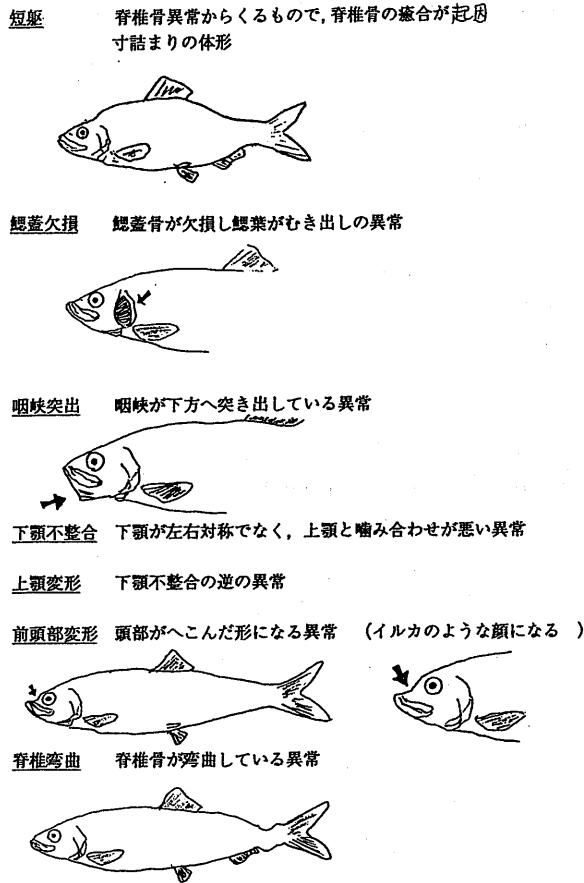 短躯 脊椎骨異常からくるもので，脊椎骨の癒合が起因
寸詰まりの体形
鰓蓋欠損 鰓蓋骨が欠損し鰓葉がむき出しの異常
咽峡突出 咽峡が下方へ突き出している異常
下顎不整合 下顎が左右対称でなく，上顎と噛み合わせが悪い異常
上顎変形 下顎不整合の逆の異常
前頭部変形 頭部がへこんだ形になる異常 （イルカのような顔になる ）
脊椎弯曲 脊椎骨が弯曲している異常